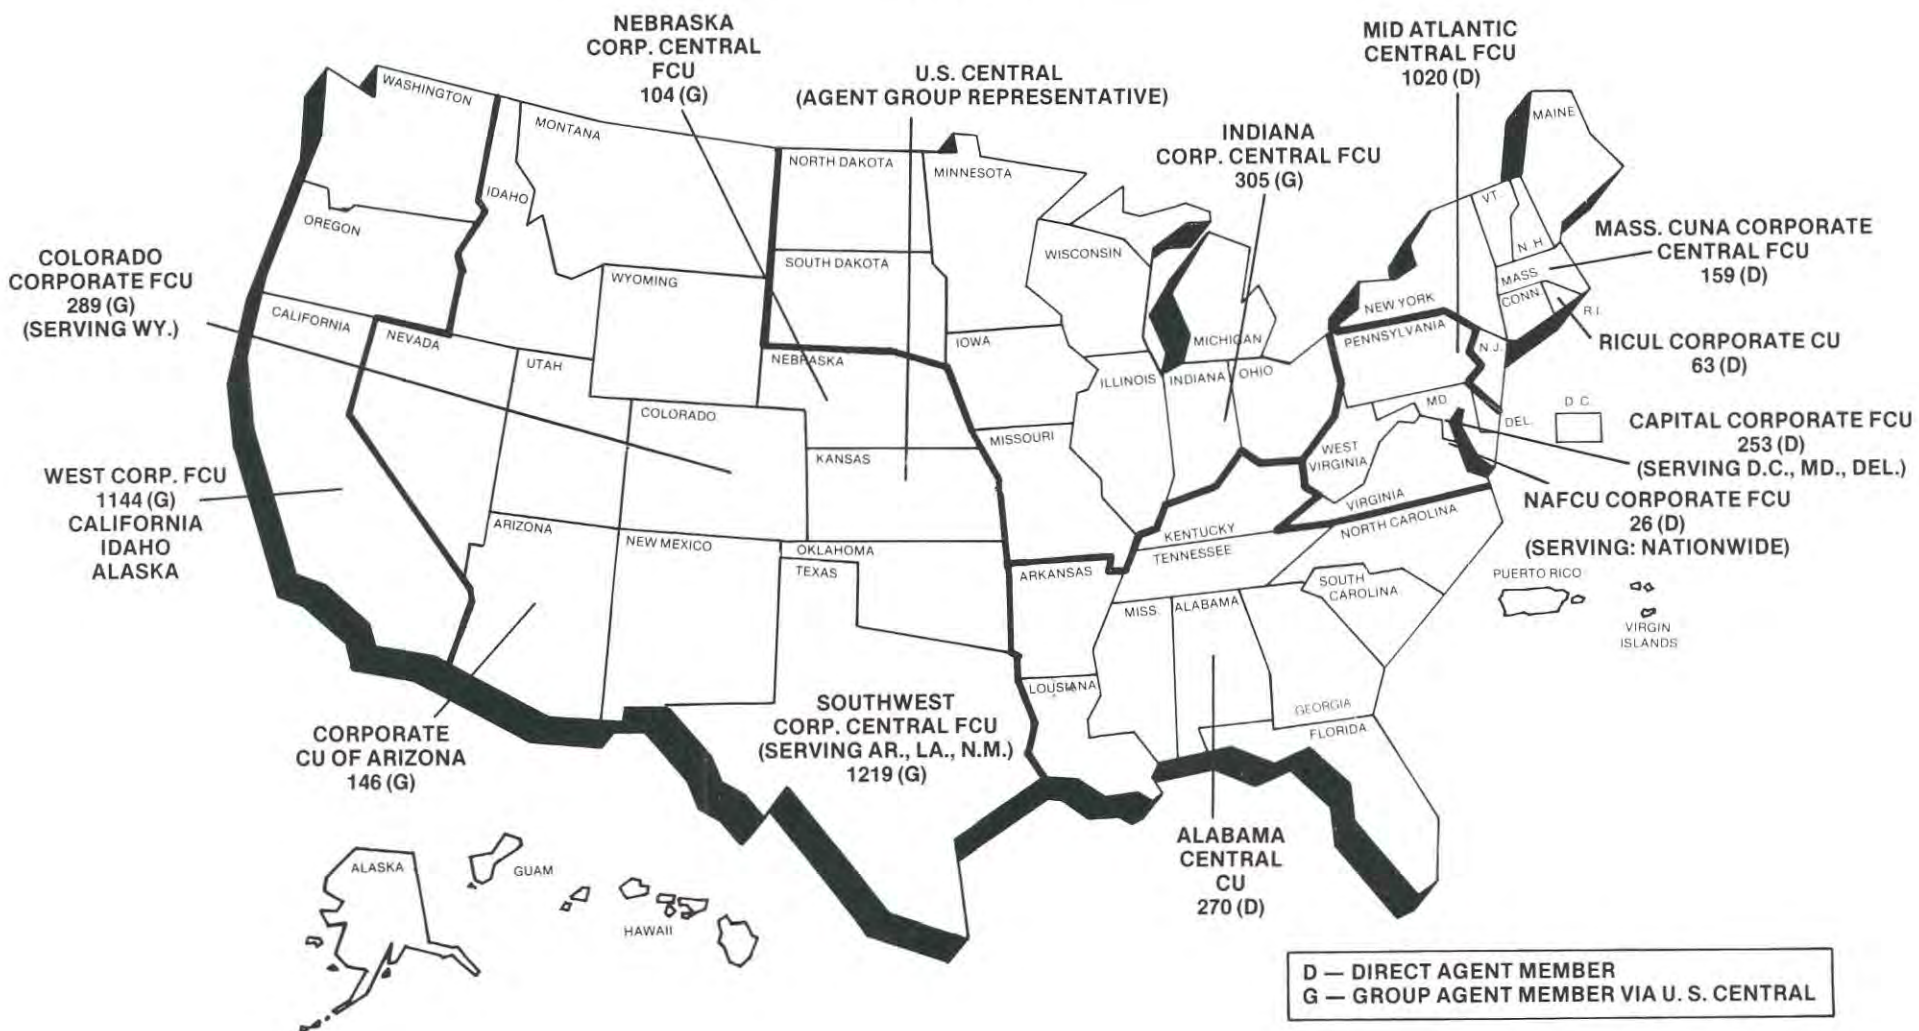 NEBRASKA
CORP. CENTRAL
FCU
104 (G)
U.S. CENTRAL
(AGENT GROUP REPRESENTATIVE)
MID ATLANTIC
CENTRAL FCU
1020 (D)
INDIANA
CORP. CENTRAL FCU
305 (G)
MASS. CUNA CORPORATE
CENTRAL FCU
159 (D)
RICUL CORPORATE CU
63 (D)
CAPITAL CORPORATE FCU
253 (D)
(SERVING D.C., MD., DEL.)
NAFCU CORPORATE FCU
26 (D)
(SERVING: NATIONWIDE)
COLORADO
CORPORATE FCU
289 (G)
(SERVING WY.)
WEST CORP. FCU
1144 (G)
CALIFORNIA
IDAHO
ALASKA
CORPORATE
CU OF ARIZONA
146 (G)
SOUTHWEST
CORP. CENTRAL FCU
(SERVING AR., LA., N.M.)
1219 (G)
ALABAMA
CENTRAL
CU
270 (D)
WASHINGTON
OREGON
CALIFORNIA
NEVADA
IDAHO
MONTANA
WYOMING
UTAH
COLORADO
ARIZONA
NEW MEXICO
NORTH DAKOTA
SOUTH DAKOTA
NEBRASKA
KANSAS
OKLAHOMA
TEXAS
MINNESOTA
IOWA
MISSOURI
ARKANSAS
LOUSIANA
WISCONSIN
ILLINOIS
MICHIGAN
INDIANA
OHIO
KENTUCKY
TENNESSEE
MISS.
ALABAMA
GEORGIA
FLORIDA
SOUTH
CAROLINA
NORTH CAROLINA
VIRGINIA
WEST
VIRGINIA
MD
DEL.
D C
PENNSYLVANIA
N.J.
NEW YORK
CONN.
R.I.
MASS
VT.
N H
MAINE
PUERTO RICO
VIRGIN
ISLANDS
ALASKA
GUAM
HAWAII
D — DIRECT AGENT MEMBER
G — GROUP AGENT MEMBER VIA U. S. CENTRAL